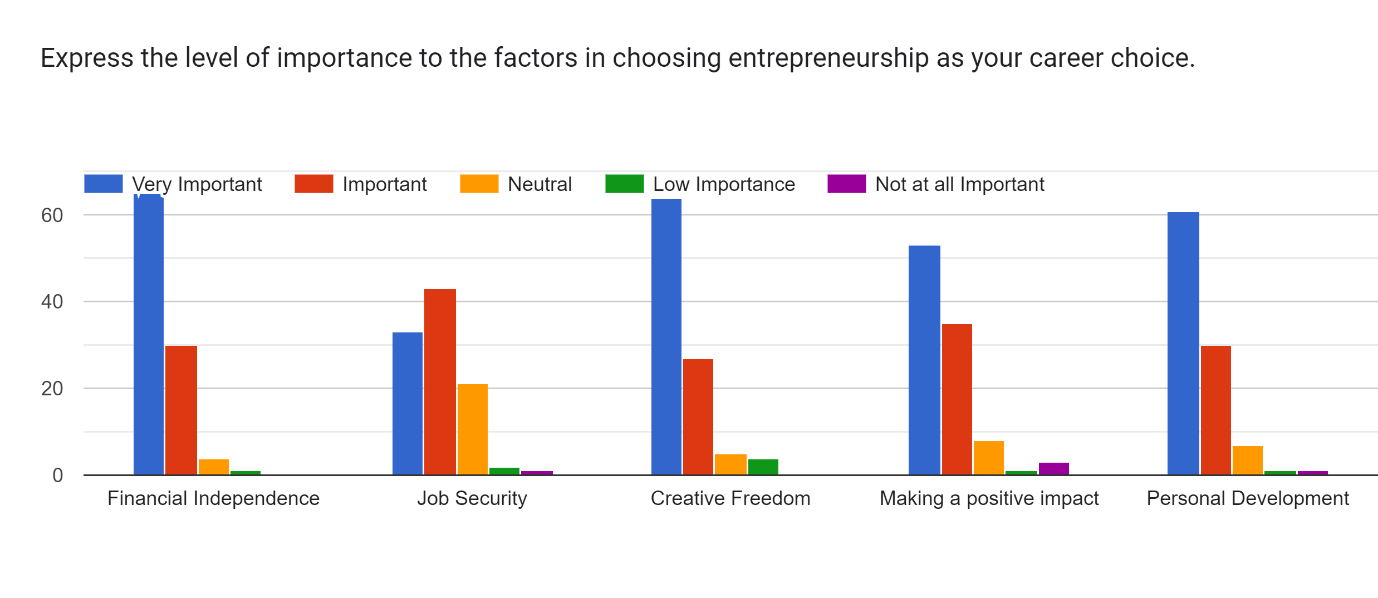 Express the level of importance to the factors in choosing entrepreneurship as your career choice.
Very Important Important Neutral Low Importance Not at all Important
60
40
20
0
Financial Independence Job Security Creative Freedom Making a positive impact Personal Development